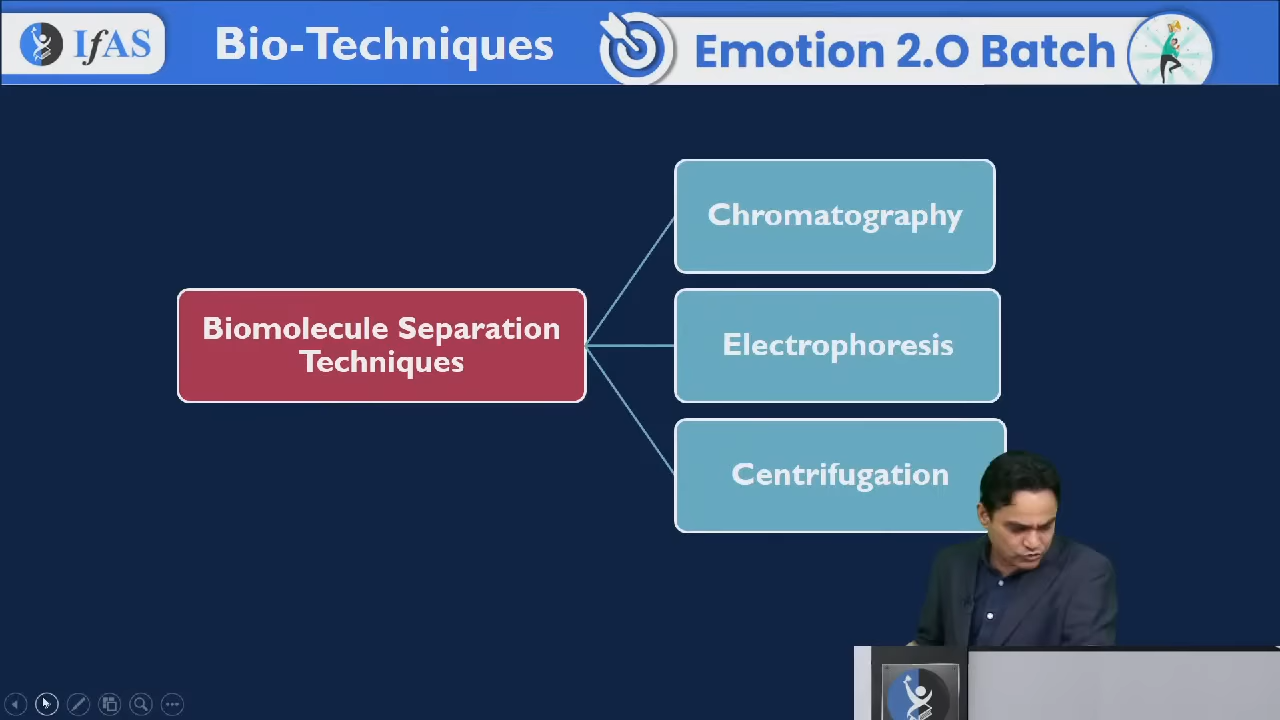 IfAS
Bio-Techniques
Emotion 2.O Batch
Chromatography
Biomolecule Separation
Techniques
Electrophoresis
Centrifugation